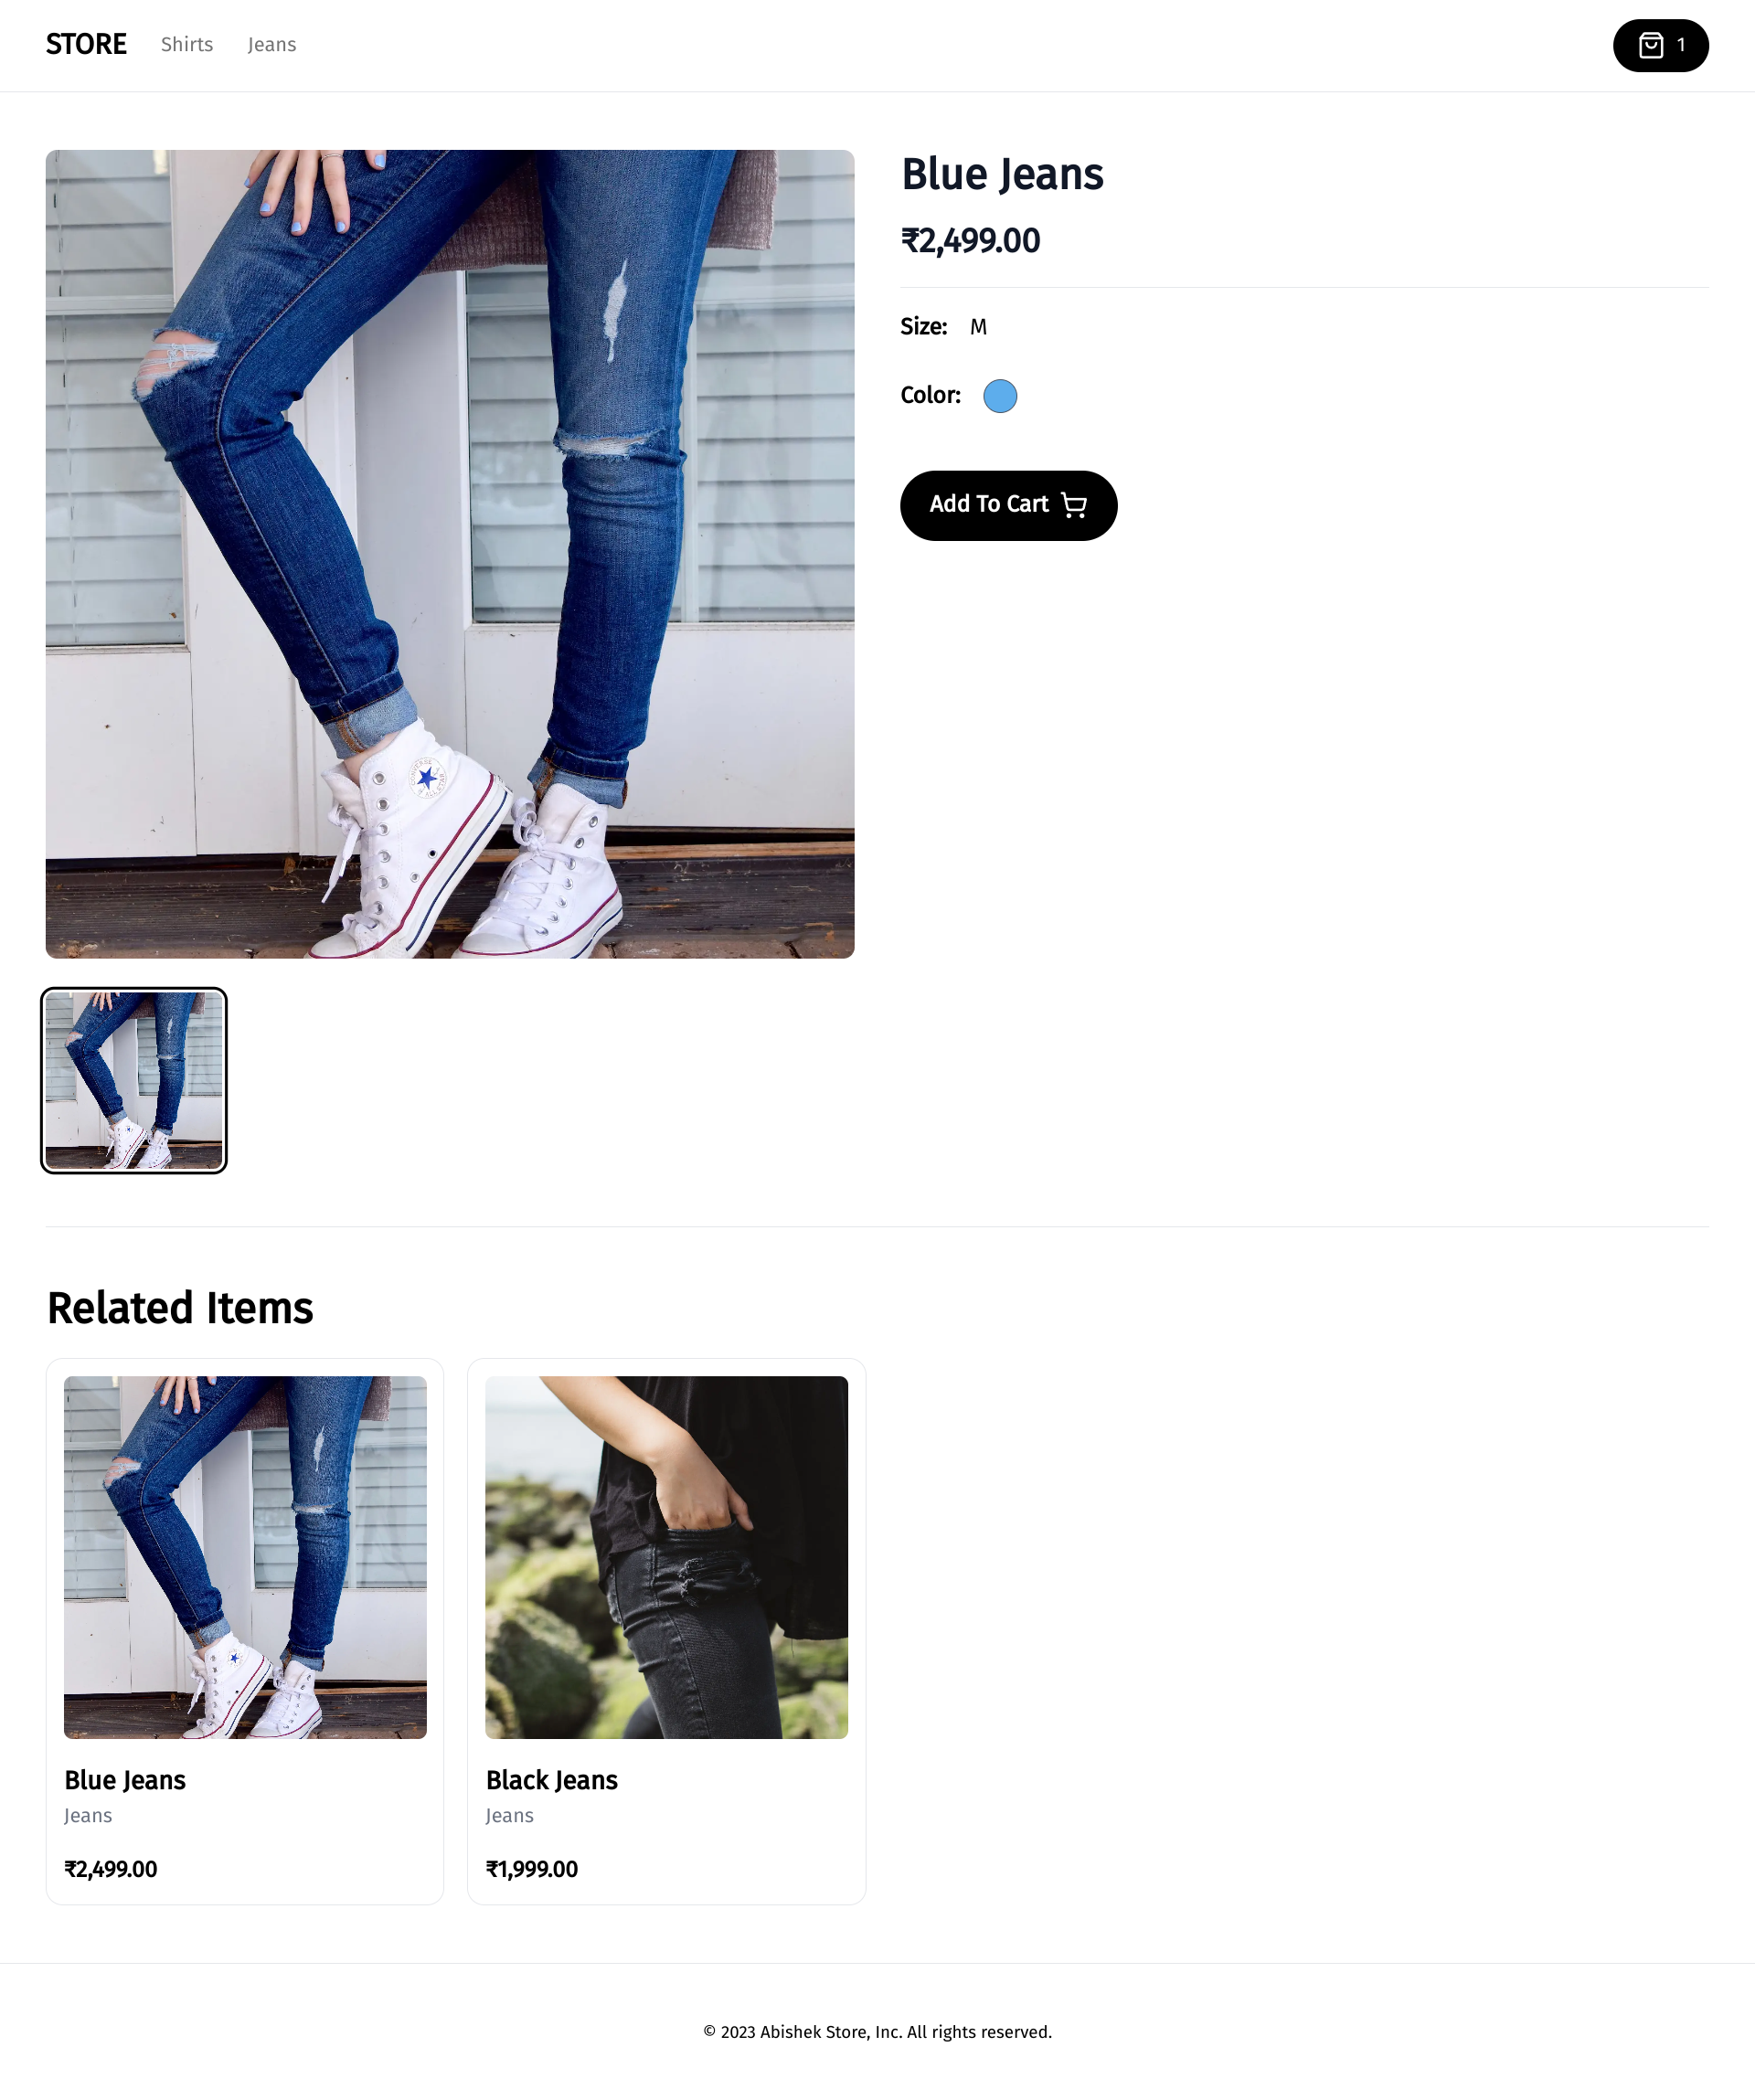 STORE Shirts Jeans 1
Blue Jeans
₹2,499.00
Size: M
Color:
Add To Cart
Related Items
Blue Jeans
Jeans
₹2,499.00
Black Jeans
Jeans
₹1,999.00
© 2023 Abishek Store, Inc. All rights reserved.